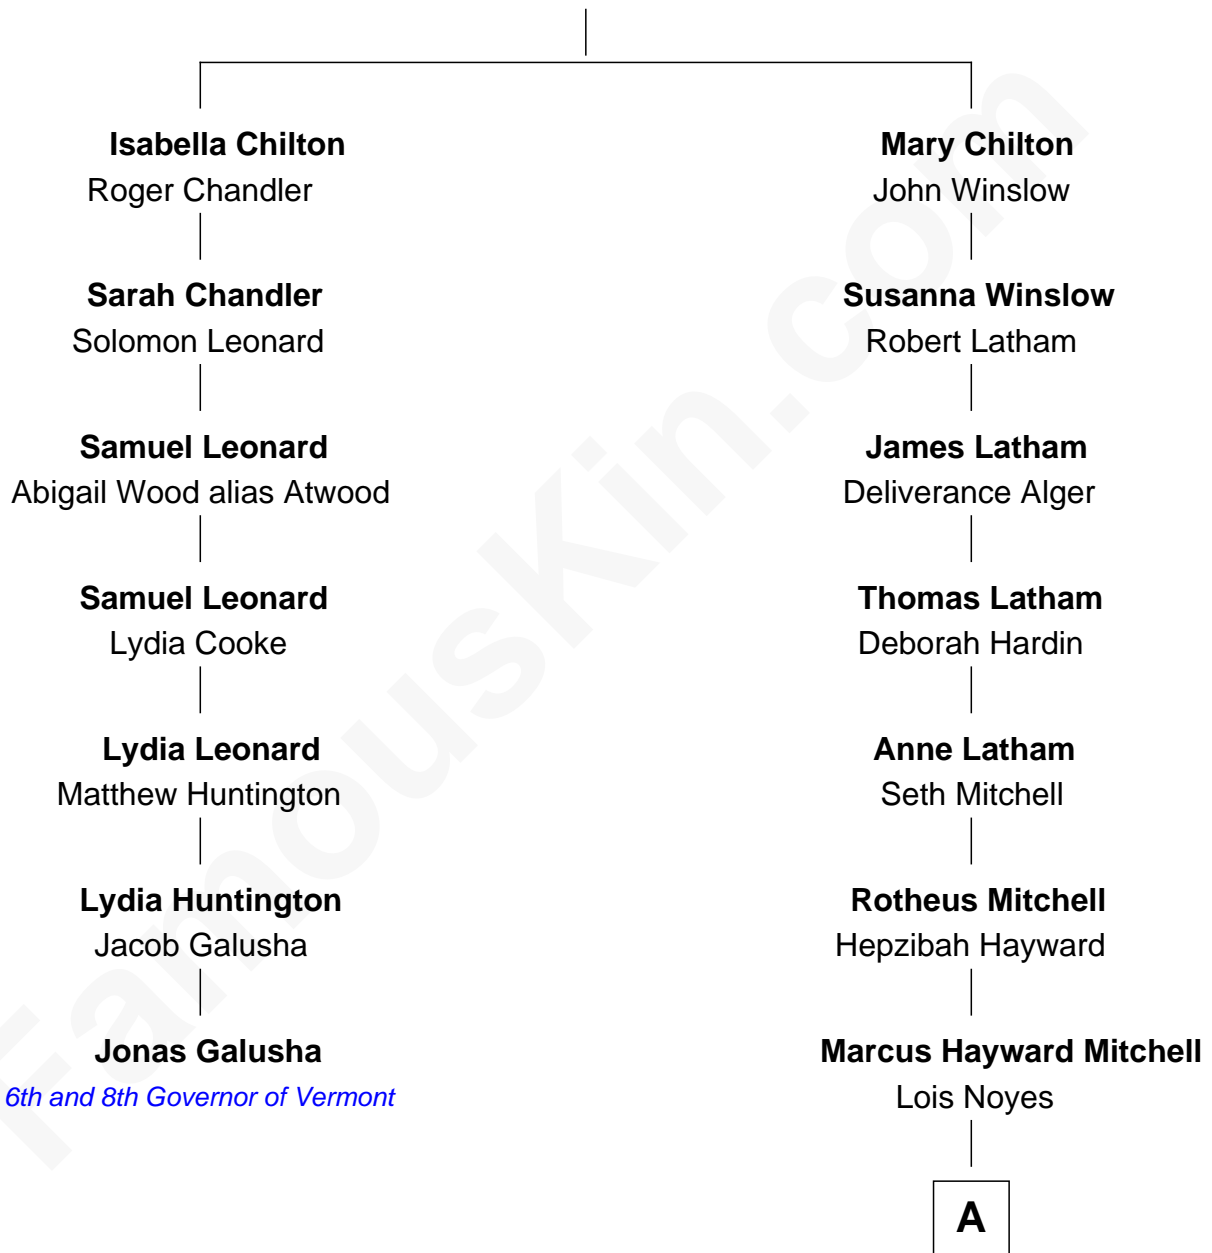 Isabella Chilton
Roger Chandler
Sarah Chandler
Solomon Leonard
Samuel Leonard
Abigail Wood alias Atwood
Samuel Leonard
Lydia Cooke
Lydia Leonard
Matthew Huntington
Lydia Huntington
Jacob Galusha
Jonas Galusha
6th and 8th Governor of Vermont
Mary Chilton
John Winslow
Susanna Winslow
Robert Latham
James Latham
Deliverance Alger
Thomas Latham
Deborah Hardin
Anne Latham
Seth Mitchell
Rotheus Mitchell
Hepzibah Hayward
Marcus Hayward Mitchell
Lois Noyes
A
FamousKin.com